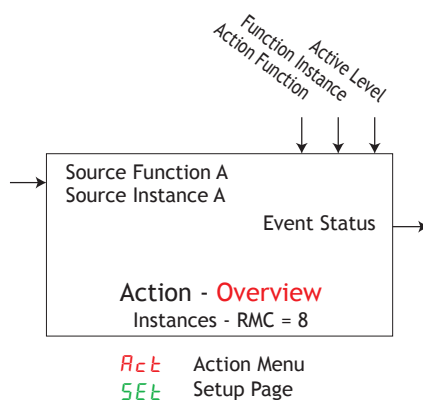 Action Function
Function Instance
Active Level
Source Function A
Source Instance A
Event Status
Action - Overview
Instances - RMC = 8
Act Action Menu
SEt Setup Page